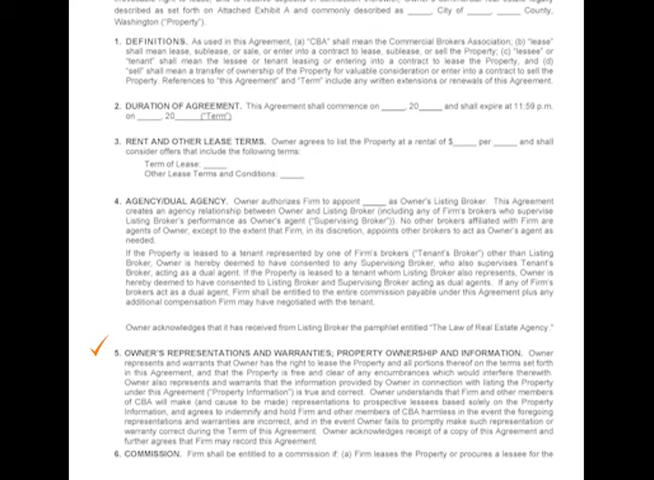 described as set forth on Attached Exhibit A and commonly described as _____, City of _____, _____ County,
Washington ("Property").
1. DEFINITIONS. As used in this Agreement, (a) "CBA" shall mean the Commercial Brokers Association; (b) "lease"
shall mean lease, sublease, or sale, or enter into a contract to lease, sublease, or sell the Property; (c) "lessee" or
"tenant" shall mean the lessee or tenant leasing or entering into a contract to lease the Property, and (d)
"sell" shall mean a transfer of ownership of the Property for valuable consideration or enter into a contract to sell the
Property. References to "this Agreement" and "Term" include any written extensions or renewals of this Agreement.
2. DURATION OF AGREEMENT. This Agreement shall commence on _____, 20_____ and shall expire at 11:59 p.m.
on _____, 20______("Term")
3. RENT AND OTHER LEASE TERMS. Owner agrees to list the Property at a rental of $_____ per _____ and shall
consider offers that include the following terms:
Term of Lease: _____
Other Lease Terms and Conditions: _____
4. AGENCY/DUAL AGENCY. Owner authorizes Firm to appoint _____ as Owner's Listing Broker. This Agreement
creates an agency relationship between Owner and Listing Broker (including any of Firm's brokers who supervise
Listing Broker's performance as Owner's agent ("Supervising Broker")). No other brokers affiliated with Firm are
agents of Owner, except to the extent that Firm, in its discretion, appoints other brokers to act as Owner's agent as
needed.
If the Property is leased to a tenant represented by one of Firm's brokers ("Tenant's Broker") other than Listing
Broker, Owner is hereby deemed to have consented to any Supervising Broker, who also supervises Tenant's
Broker, acting as a dual agent. If the Property is leased to a tenant whom Listing Broker also represents, Owner is
hereby deemed to have consented to Listing Broker and Supervising Broker acting as dual agents. If any of Firm's
brokers act as a dual agent, Firm shall be entitled to the entire commission payable under this Agreement plus any
additional compensation Firm may have negotiated with the tenant.
Owner acknowledges that it has received from Listing Broker the pamphlet entitled "The Law of Real Estate Agency."
5. OWNER'S REPRESENTATIONS AND WARRANTIES; PROPERTY OWNERSHIP AND INFORMATION. Owner
represents and warrants that Owner has the right to lease the Property and all portions thereof on the terms set forth
in this Agreement, and that the Property is free and clear of any encumbrances which would interfere therewith.
Owner also represents and warrants that the information provided by Owner in connection with listing the Property
under this Agreement ("Property Information") is true and correct. Owner understands that Firm and other members
of CBA will make (and cause to be made) representations to prospective lessees based solely on the Property
Information, and agrees to indemnify and hold Firm and other members of CBA harmless in the event the foregoing
representations and warranties are incorrect, and in the event Owner fails to promptly make such representation or
warranty correct during the Term of this Agreement. Owner acknowledges receipt of a copy of this Agreement and
further agrees that Firm may record this Agreement.
6. COMMISSION. Firm shall be entitled to a commission if: (a) Firm leases the Property or procures a lessee for the